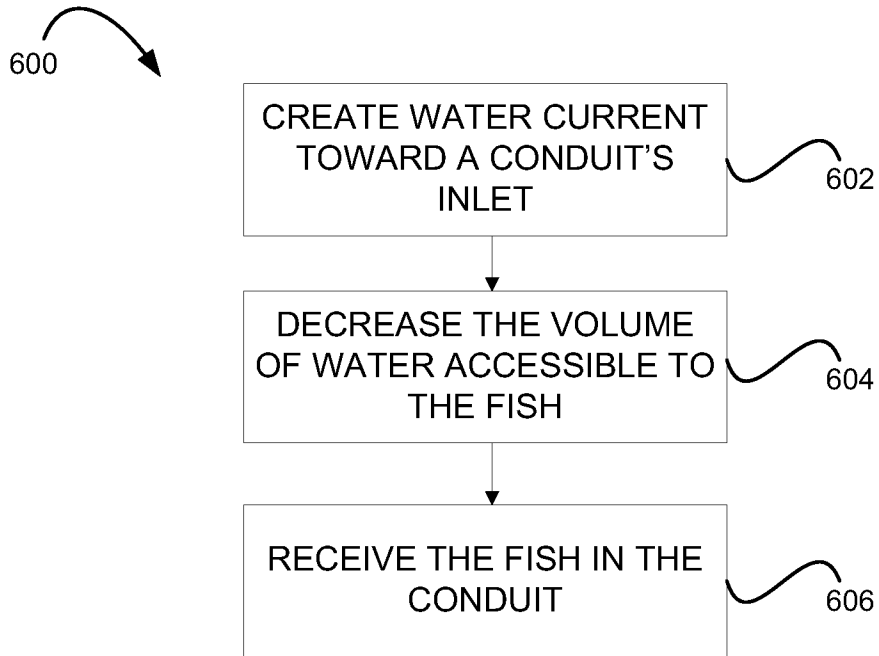 600
CREATE WATER CURRENT
TOWARD A CONDUIT'S
INLET
602
DECREASE THE VOLUME
OF WATER ACCESSIBLE TO
THE FISH
604
RECEIVE THE FISH IN THE
CONDUIT
606